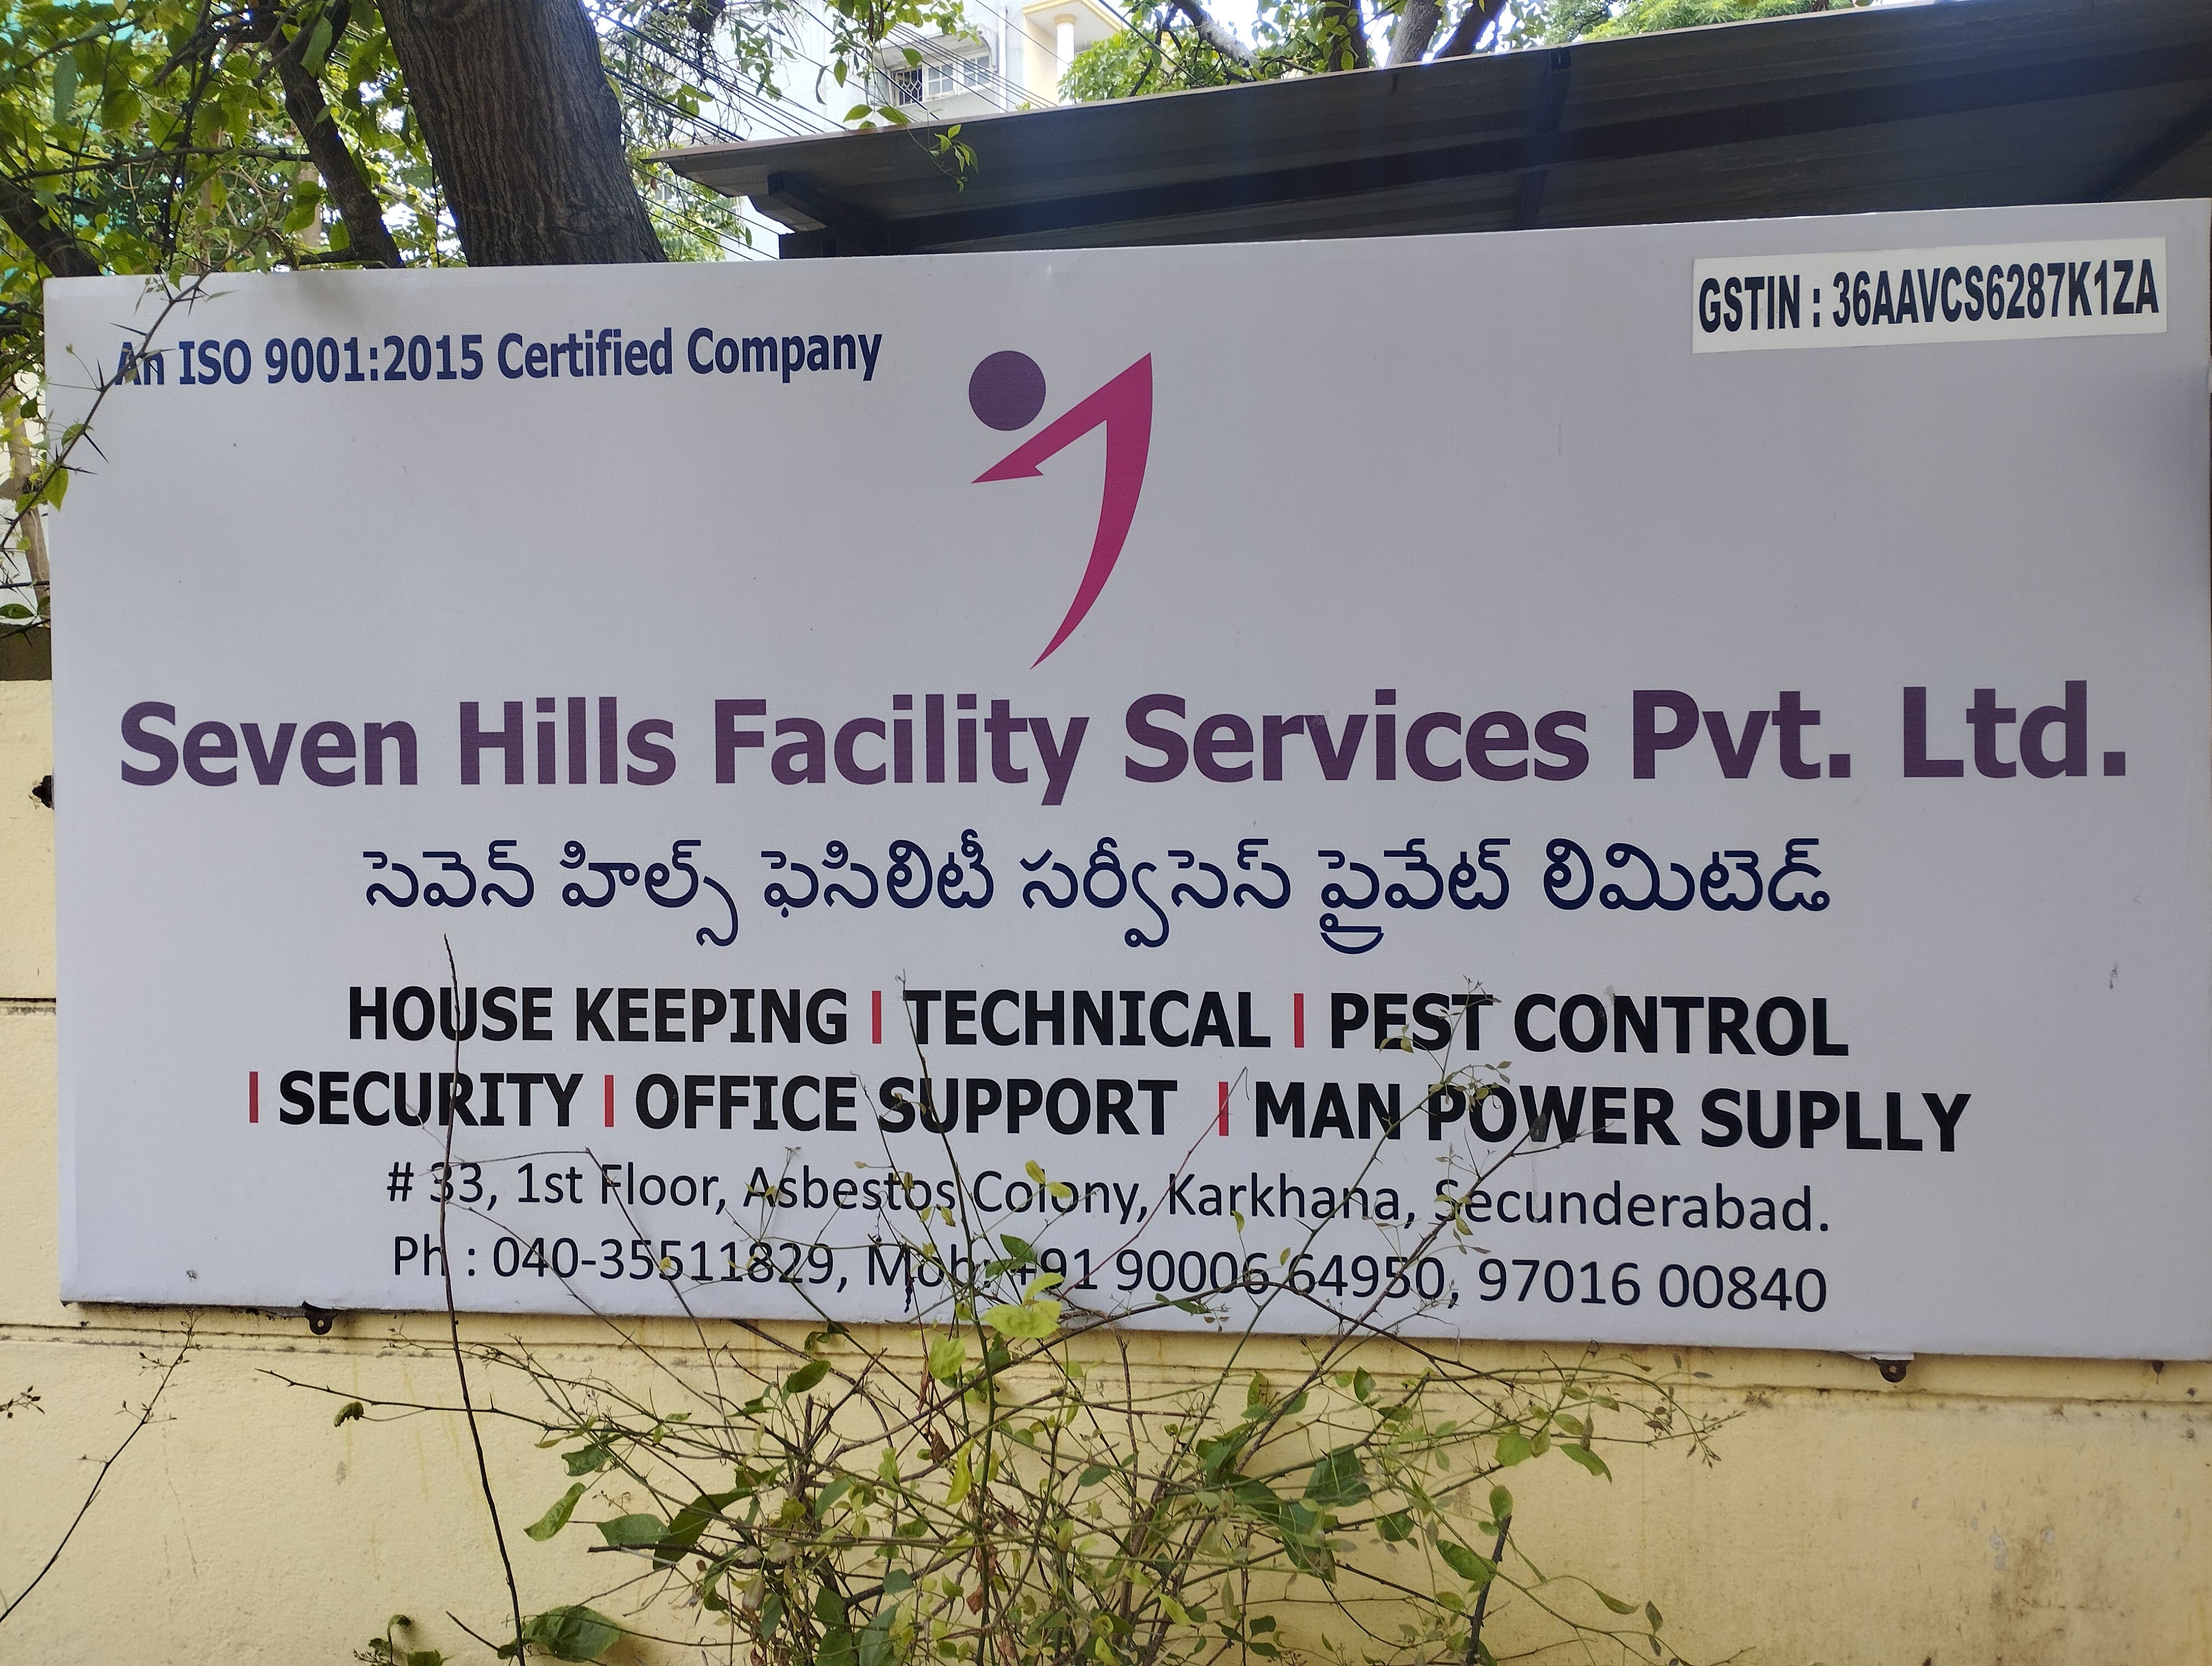 GSTIN : 36AAVCS6287K1ZA
An ISO 9001:2015 Certified Company
Seven Hills Facility Services Pvt. Ltd.
సెవెన్ హిల్స్ ఫెసిలిటీ సర్వీసెస్ ప్రైవేట్ లిమిటెడ్
HOUSE KEEPING | TECHNICAL | PEST CONTROL
| SECURITY | OFFICE SUPPORT | MAN POWER SUPLLY
# 33, 1st Floor, Asbestos Colony, Karkhana, Secunderabad.
Ph : 040-35511829, Mob: +91 90006 64950, 97016 00840